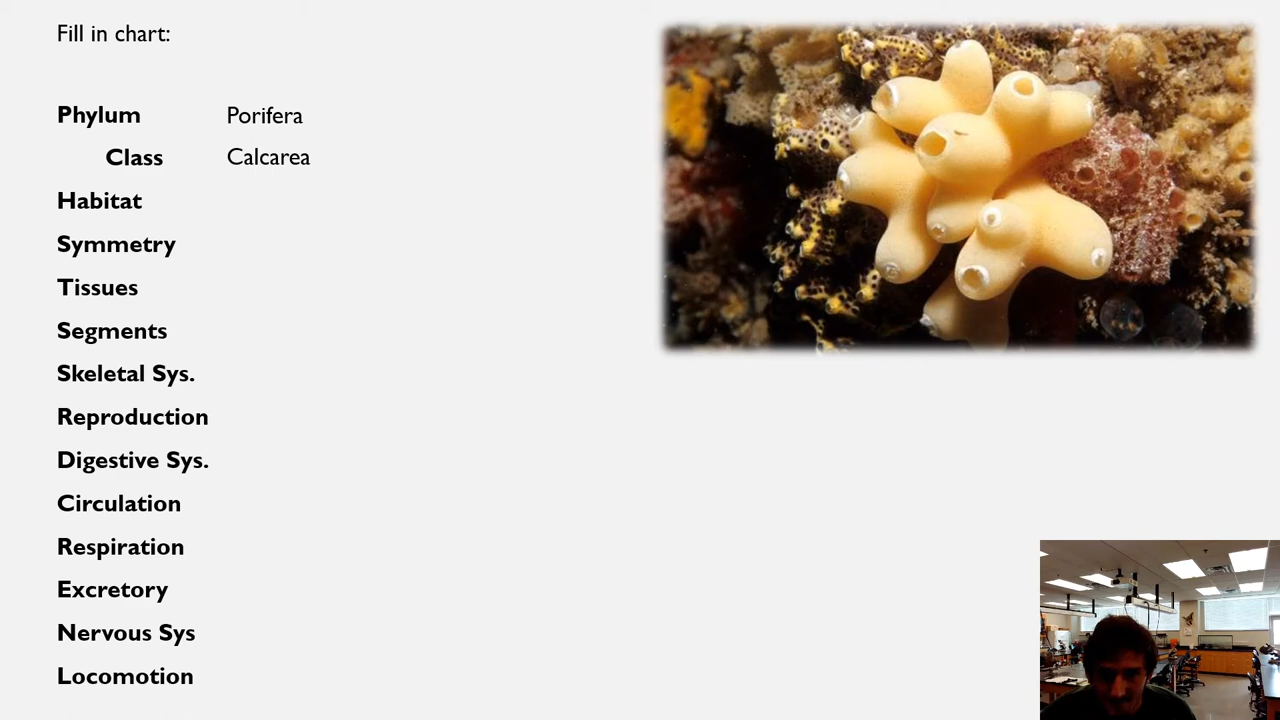 Fill in chart:
Phylum Porifera
Class Calcarea
Habitat
Symmetry
Tissues
Segments
Skeletal Sys.
Reproduction
Digestive Sys.
Circulation
Respiration
Excretory
Nervous Sys
Locomotion